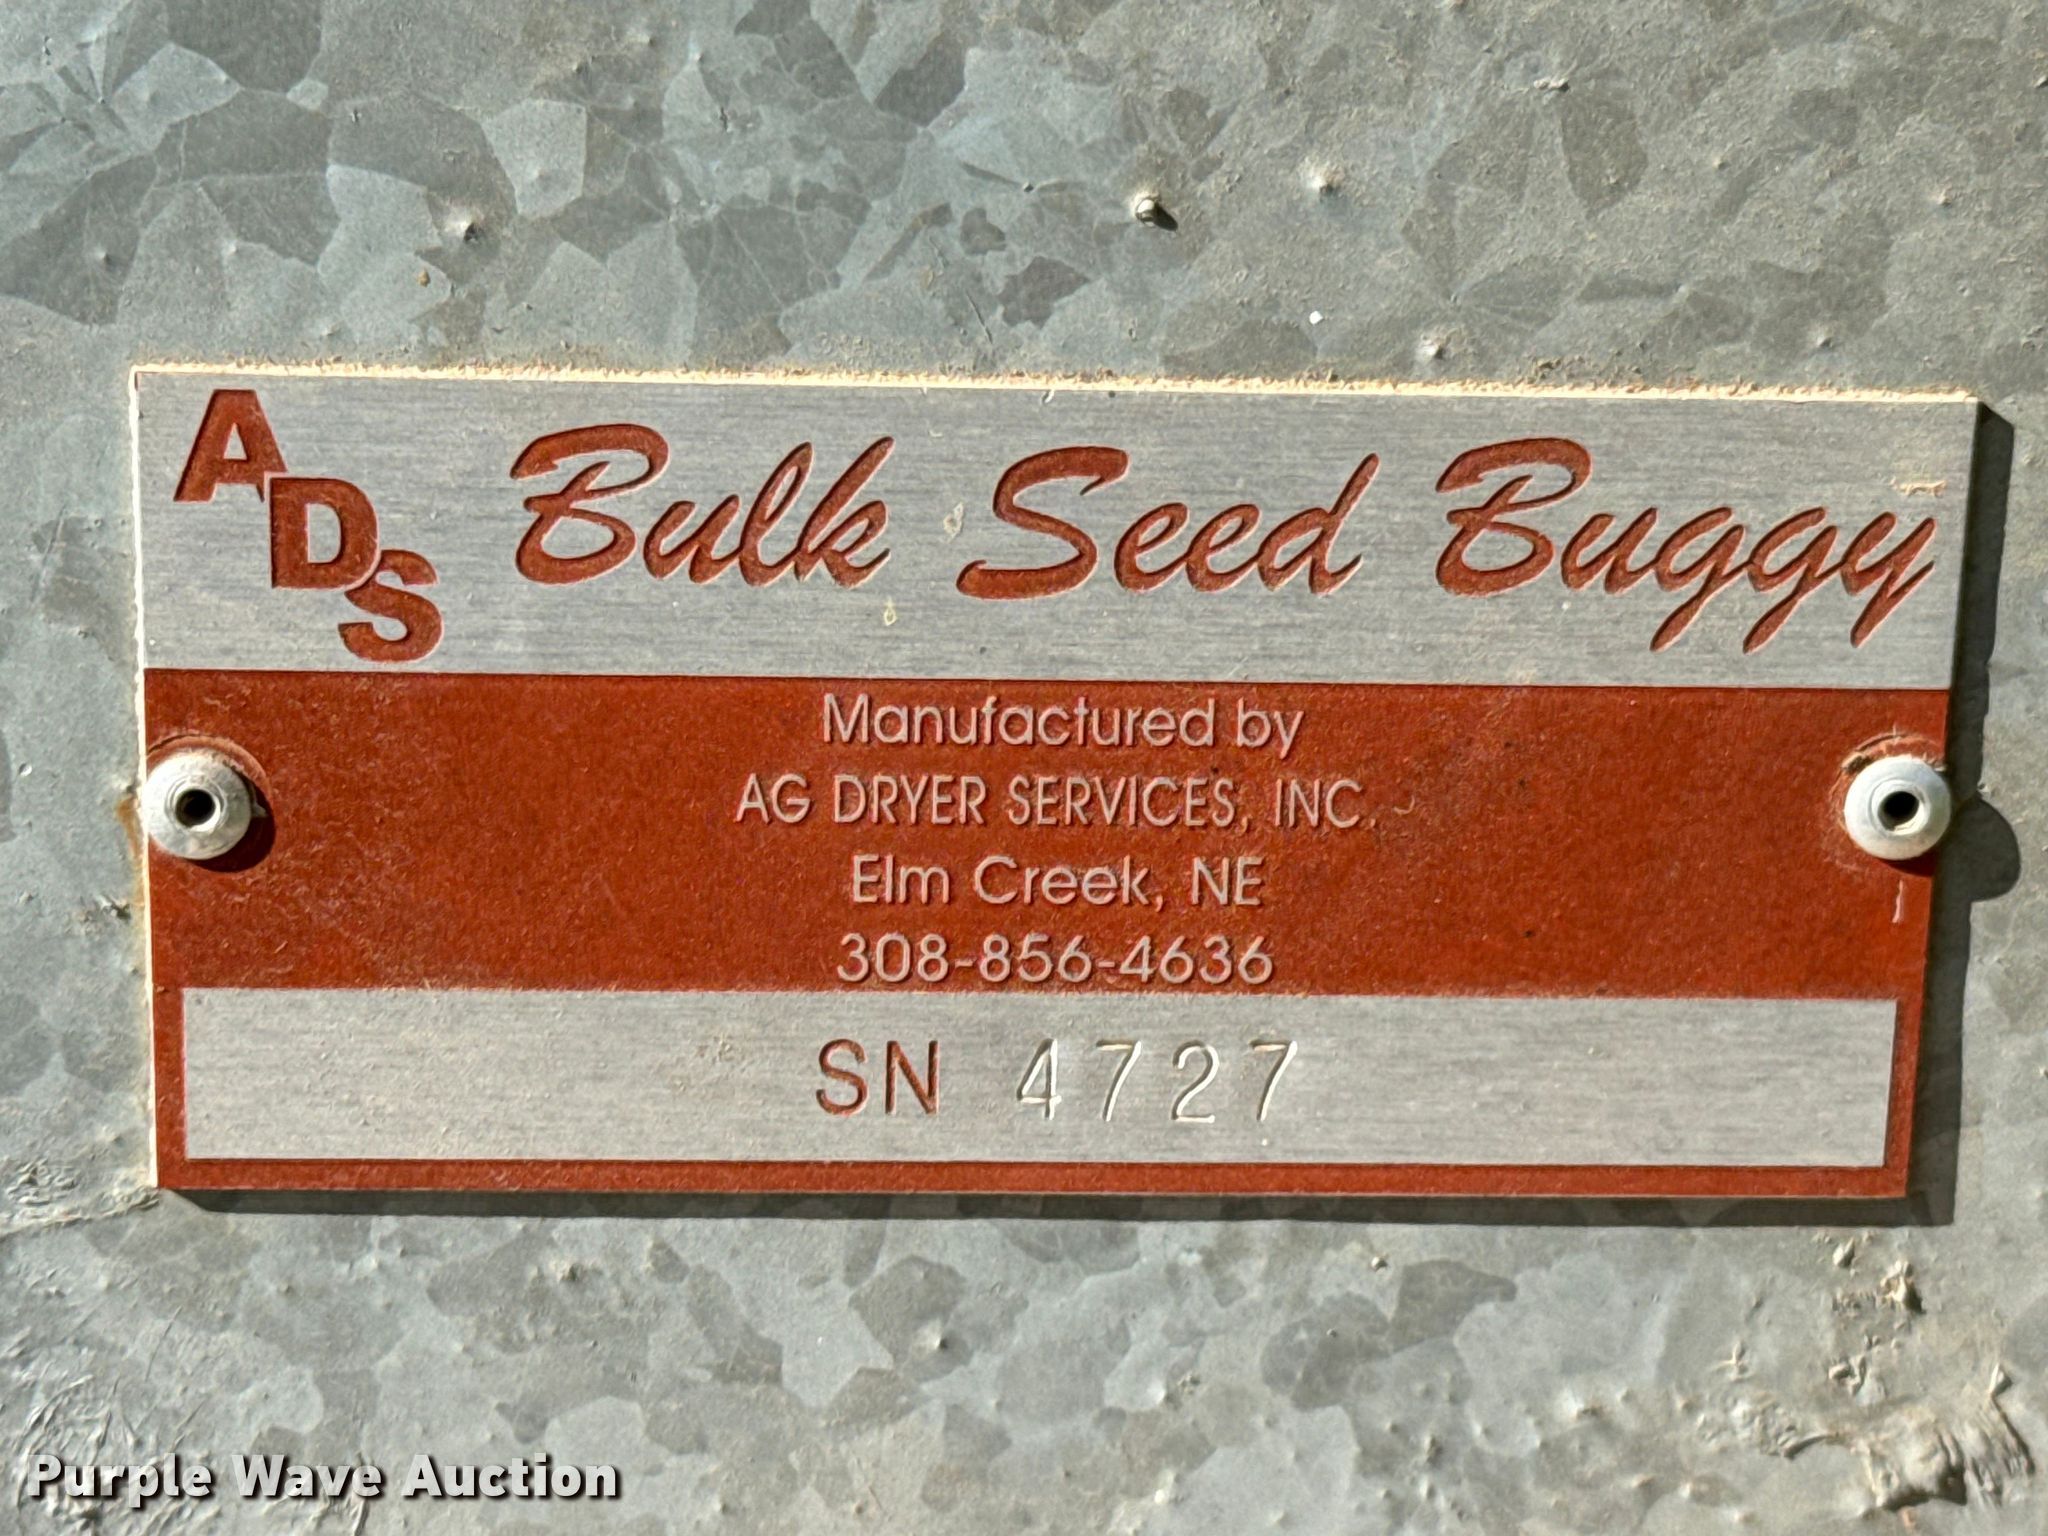 ADS Bulk Seed Buggy
Manufactured by
AG DRYER SERVICES, INC.
Elm Creek, NE
308-856-4636
SN 4727
Purple Wave Auction